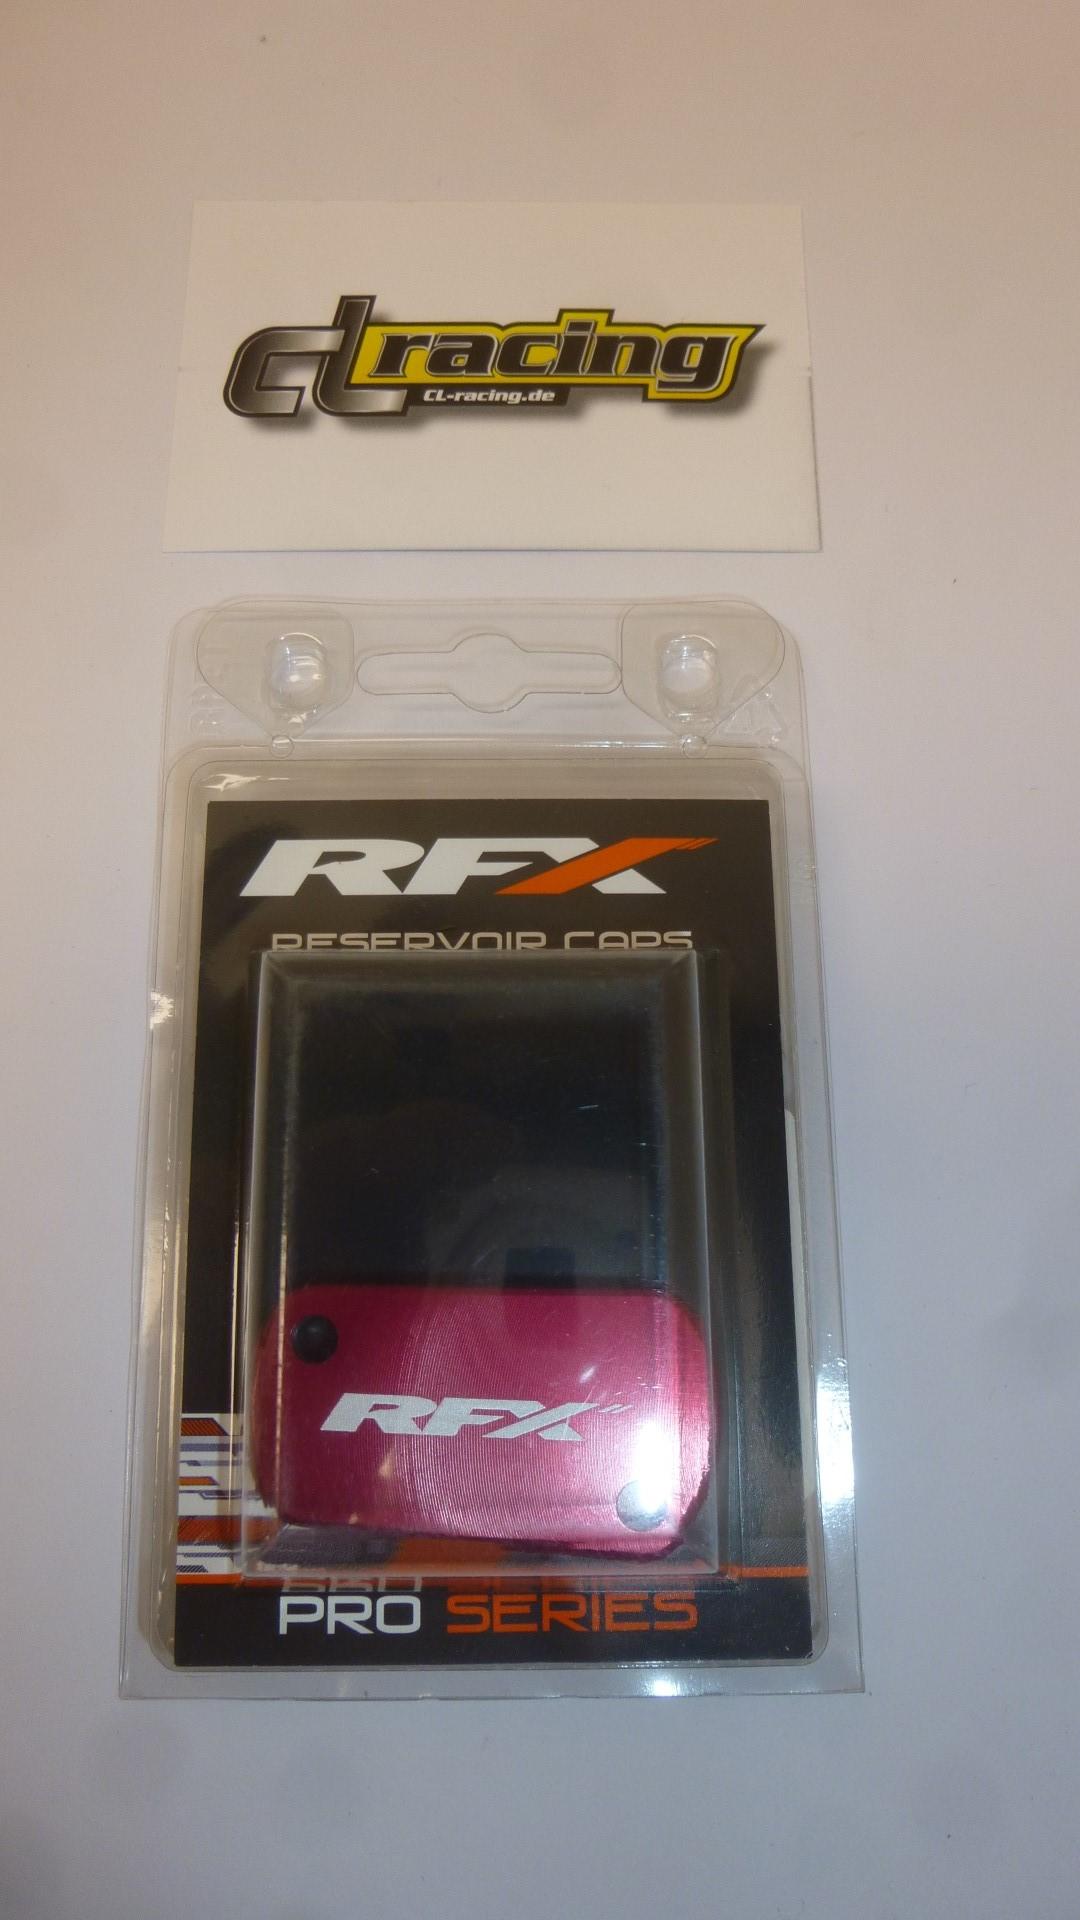 CL racing
CL-racing.de
RFX
RESERVOIR CAPS
RFX
PRO SERIES